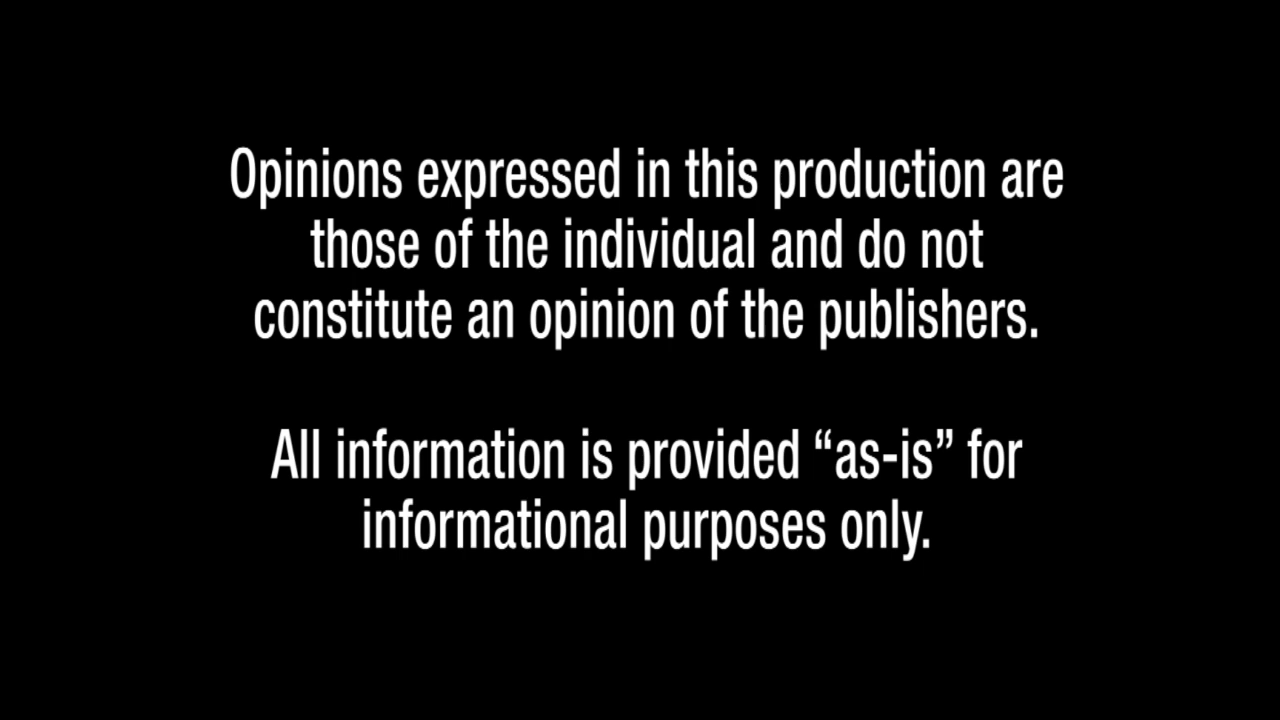 Opinions expressed in this production are
those of the individual and do not
constitute an opinion of the publishers.
All information is provided “as-is” for
informational purposes only.